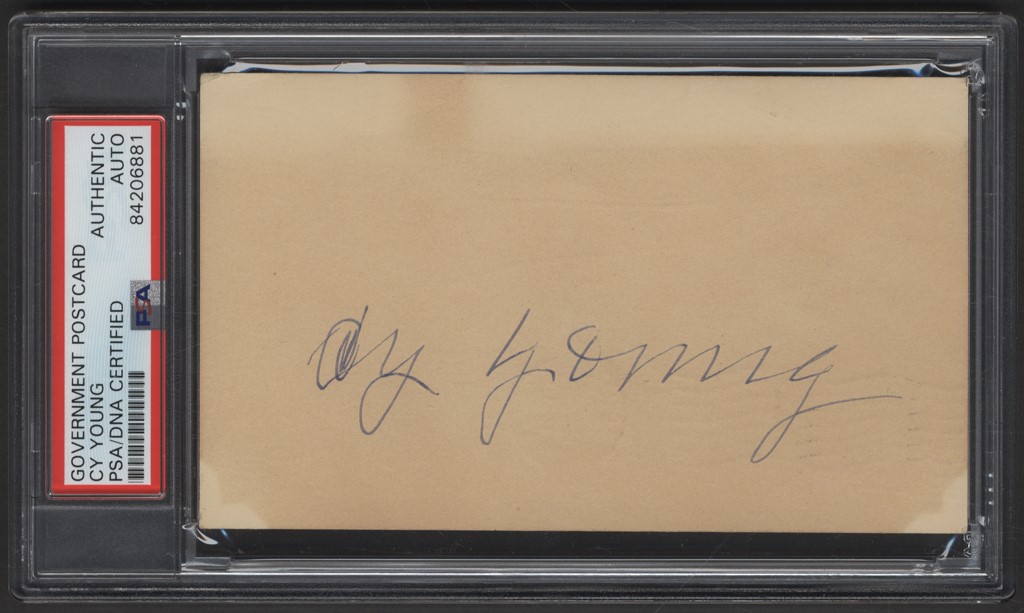 GOVERNMENT POSTCARD
CY YOUNG AUTHENTIC
PSA/DNA CERTIFIED AUTO
84206881
PSA
Cy Young